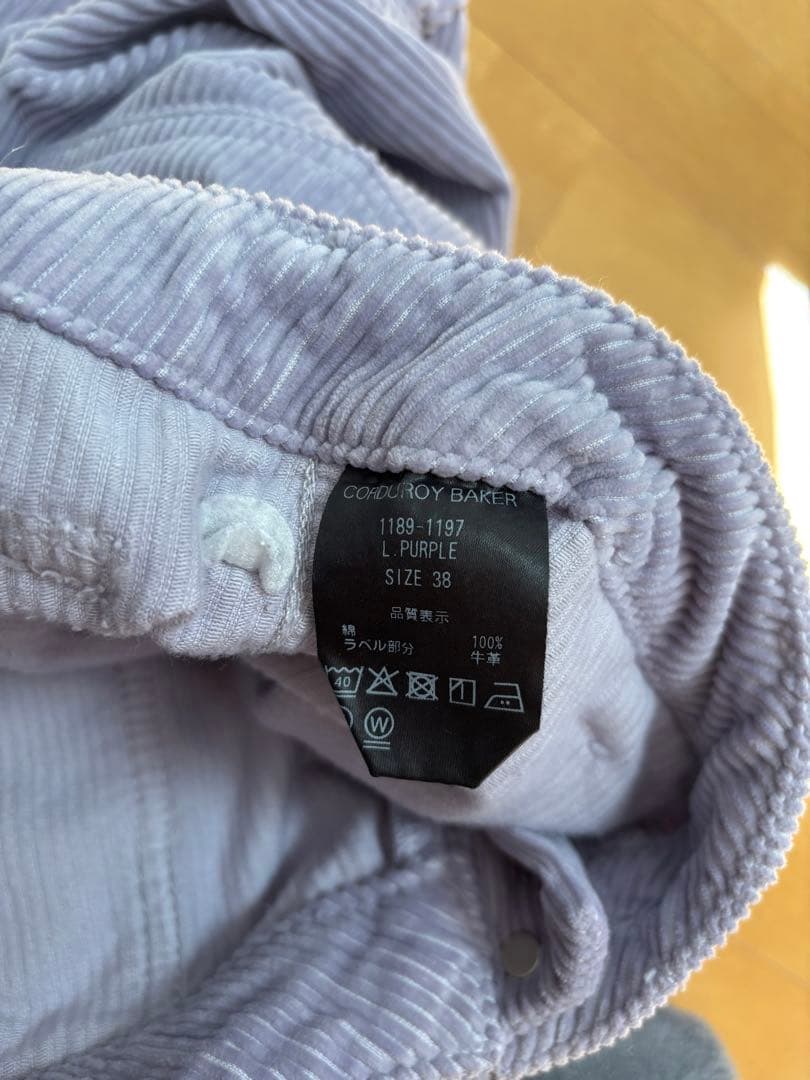 CORDUROY BAKER
1189-1197
L.PURPLE
SIZE 38
品質表示
綿 100%
ラベル部分 牛革
40
W